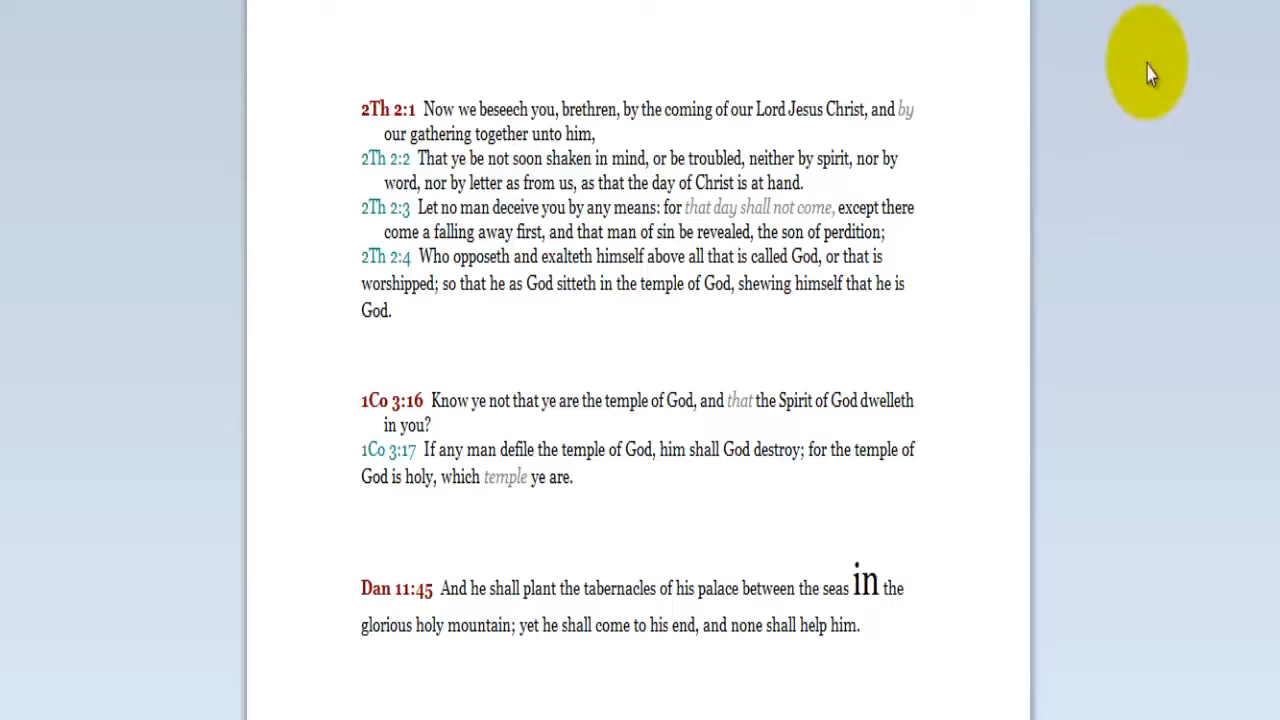 2Th 2:1 Now we beseech you, brethren, by the coming of our Lord Jesus Christ, and by
our gathering together unto him,
2Th 2:2 That ye be not soon shaken in mind, or be troubled, neither by spirit, nor by
word, nor by letter as from us, as that the day of Christ is at hand.
2Th 2:3 Let no man deceive you by any means: for that day shall not come, except there
come a falling away first, and that man of sin be revealed, the son of perdition;
2Th 2:4 Who opposeth and exalteth himself above all that is called God, or that is
worshipped; so that he as God sitteth in the temple of God, shewing himself that he is
God.
1Co 3:16 Know ye not that ye are the temple of God, and that the Spirit of God dwelleth
in you?
1Co 3:17 If any man defile the temple of God, him shall God destroy; for the temple of
God is holy, which temple ye are.
Dan 11:45 And he shall plant the tabernacles of his palace between the seas in the
glorious holy mountain; yet he shall come to his end, and none shall help him.